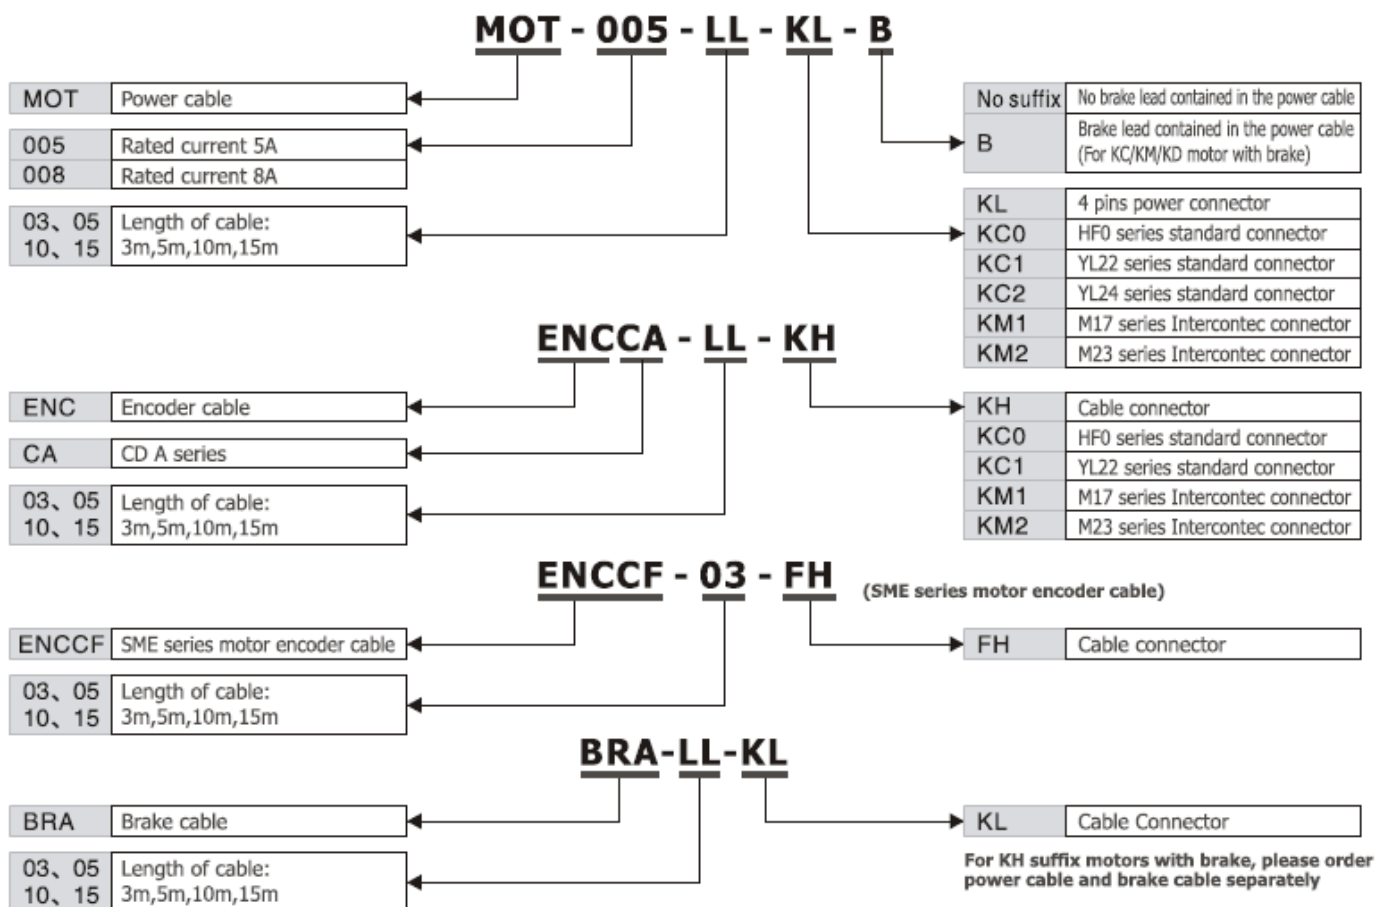 MOT - 005 - LL - KL - B
MOT Power cable
005 Rated current 5A
008 Rated current 8A
03、05 Length of cable:
10、15 3m,5m,10m,15m
No suffix No brake lead contained in the power cable
B Brake lead contained in the power cable
(For KC/KM/KD motor with brake)
KL 4 pins power connector
KC0 HF0 series standard connector
KC1 YL22 series standard connector
KC2 YL24 series standard connector
KM1 M17 series Intercontec connector
KM2 M23 series Intercontec connector
ENCCA - LL - KH
ENC Encoder cable
CA CD A series
03、05 Length of cable:
10、15 3m,5m,10m,15m
KH Cable connector
KC0 HF0 series standard connector
KC1 YL22 series standard connector
KM1 M17 series Intercontec connector
KM2 M23 series Intercontec connector
ENCCF - 03 - FH (SME series motor encoder cable)
ENCCF SME series motor encoder cable
03、05 Length of cable:
10、15 3m,5m,10m,15m
FH Cable connector
BRA-LL-KL
BRA Brake cable
03、05 Length of cable:
10、15 3m,5m,10m,15m
KL Cable Connector
For KH suffix motors with brake, please order
power cable and brake cable separately